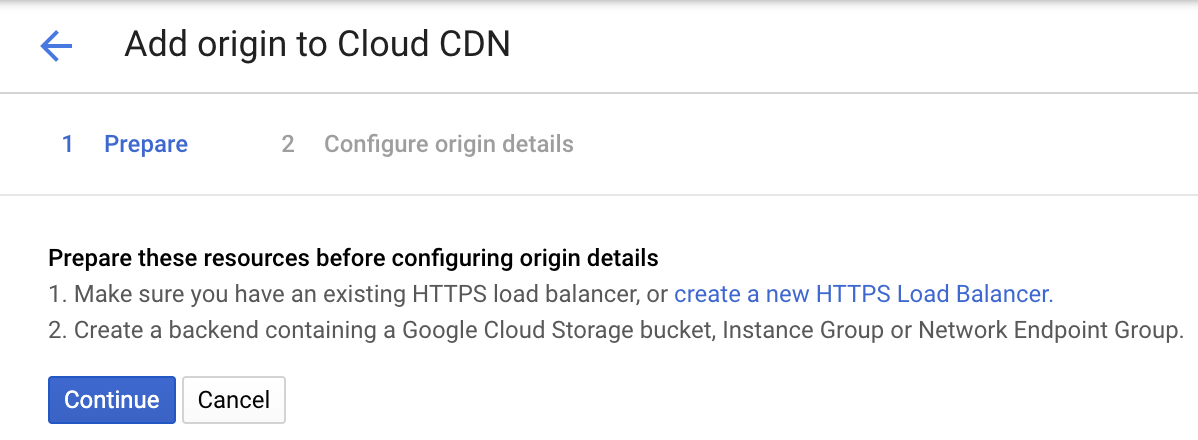 Add origin to Cloud CDN
1 Prepare 2 Configure origin details
Prepare these resources before configuring origin details
1. Make sure you have an existing HTTPS load balancer, or create a new HTTPS Load Balancer.
2. Create a backend containing a Google Cloud Storage bucket, Instance Group or Network Endpoint Group.
Continue Cancel